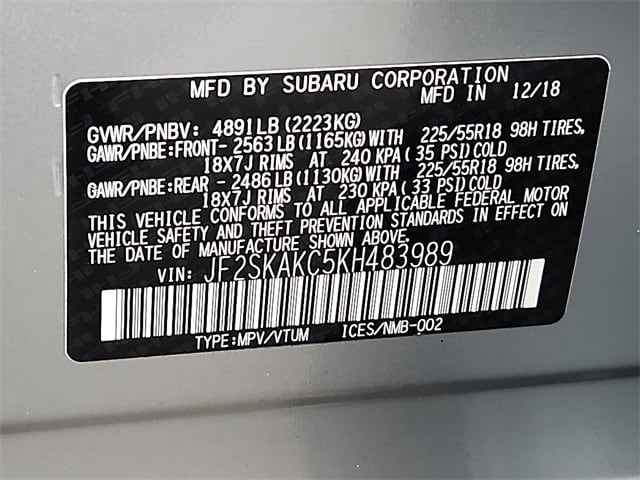 MFD BY SUBARU CORPORATION
MFD IN 12/18
GVWR/PNBV: 4891LB(2223KG)
GAWR/PNBE:FRONT- 2563LB(1165KG)WITH 225/55R18 98H TIRES,
18X7J RIMS AT 240 KPA(35 PSI)COLD
GAWR/PNBE:REAR - 2486LB(1130KG)WITH 225/55R18 98H TIRES,
18X7J RIMS AT 230 KPA(33 PSI)COLD
THIS VEHICLE CONFORMS TO ALL APPLICABLE FEDERAL MOTOR
VEHICLE SAFETY AND THEFT PREVENTION STANDARDS IN EFFECT ON
THE DATE OF MANUFACTURE SHOWN ABOVE.
VIN: JF2SKAKC5KH483989
TYPE:MPV/VTUM ICES/NMB-002